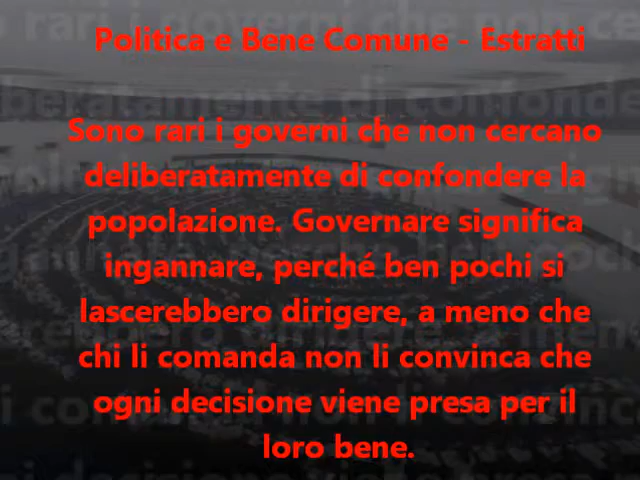 Politica e Bene Comune - Estratti
Sono rari i governi che non cercano
deliberatamente di confondere la
popolazione. Governare significa
ingannare, perché ben pochi si
lascerebbero dirigere, a meno che
chi li comanda non li convinca che
ogni decisione viene presa per il
loro bene.